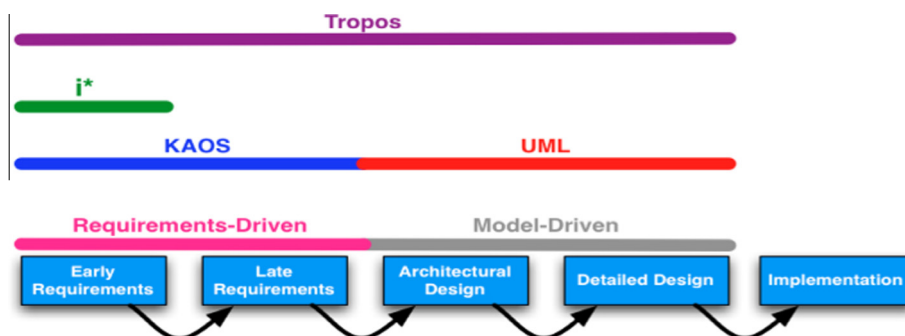 Tropos
i*
KAOS
UML
Requirements-Driven
Model-Driven
Early
Requirements
Late
Requirements
Architectural
Design
Detailed Design
Implementation